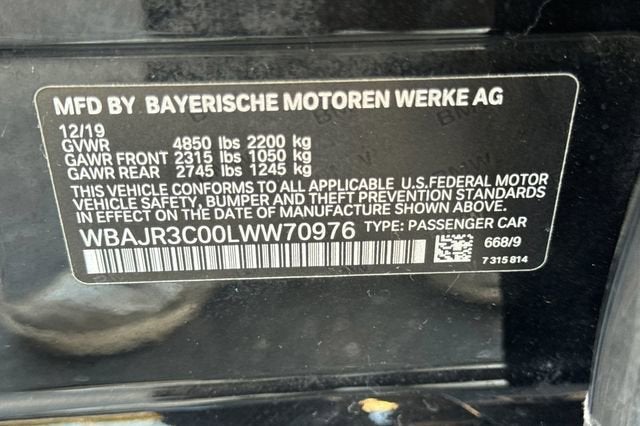 MFD BY BAYERISCHE MOTOREN WERKE AG
12/19
GVWR 4850 lbs 2200 kg
GAWR FRONT 2315 lbs 1050 kg
GAWR REAR 2745 lbs 1245 kg
THIS VEHICLE CONFORMS TO ALL APPLICABLE U.S.FEDERAL MOTOR
VEHICLE SAFETY, BUMPER AND THEFT PREVENTION STANDARDS
IN EFFECT ON THE DATE OF MANUFACTURE SHOWN ABOVE.
WBAJR3C00LWW70976 TYPE: PASSENGER CAR
668/9
7 315 814